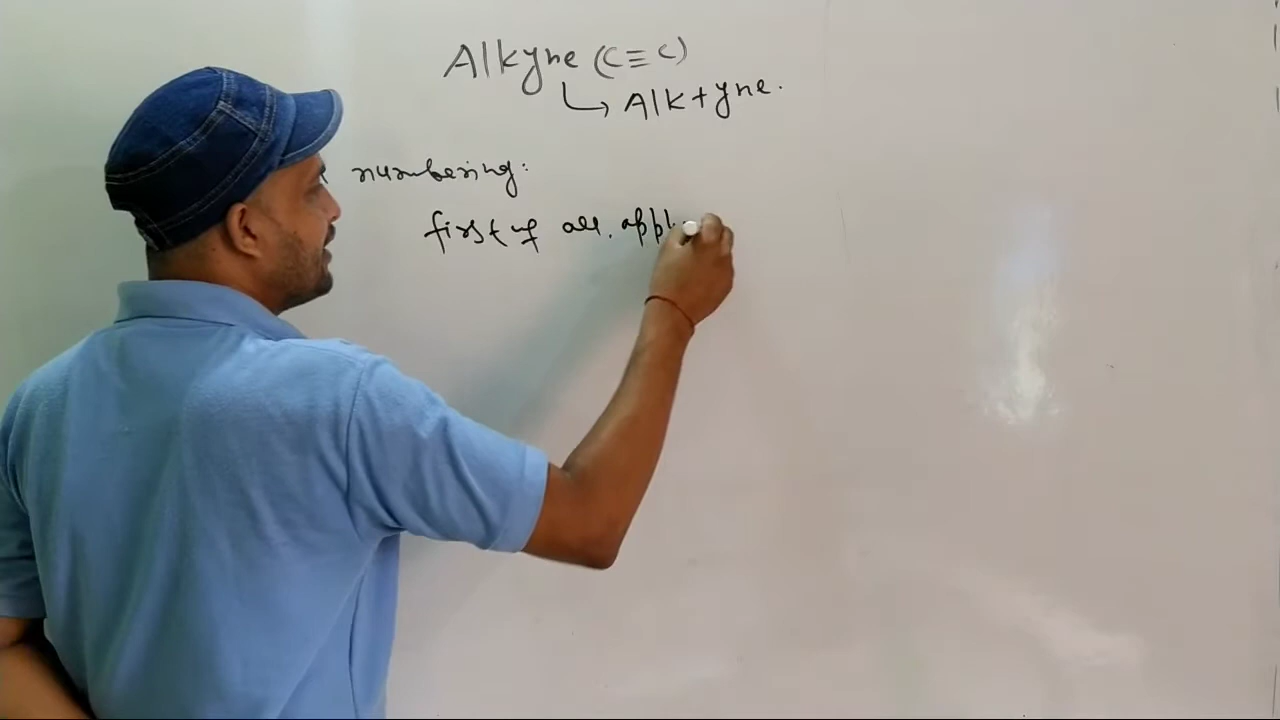 Alkyne (C≡C)
↳ Alk+yne.
numbering:
first of all, appl